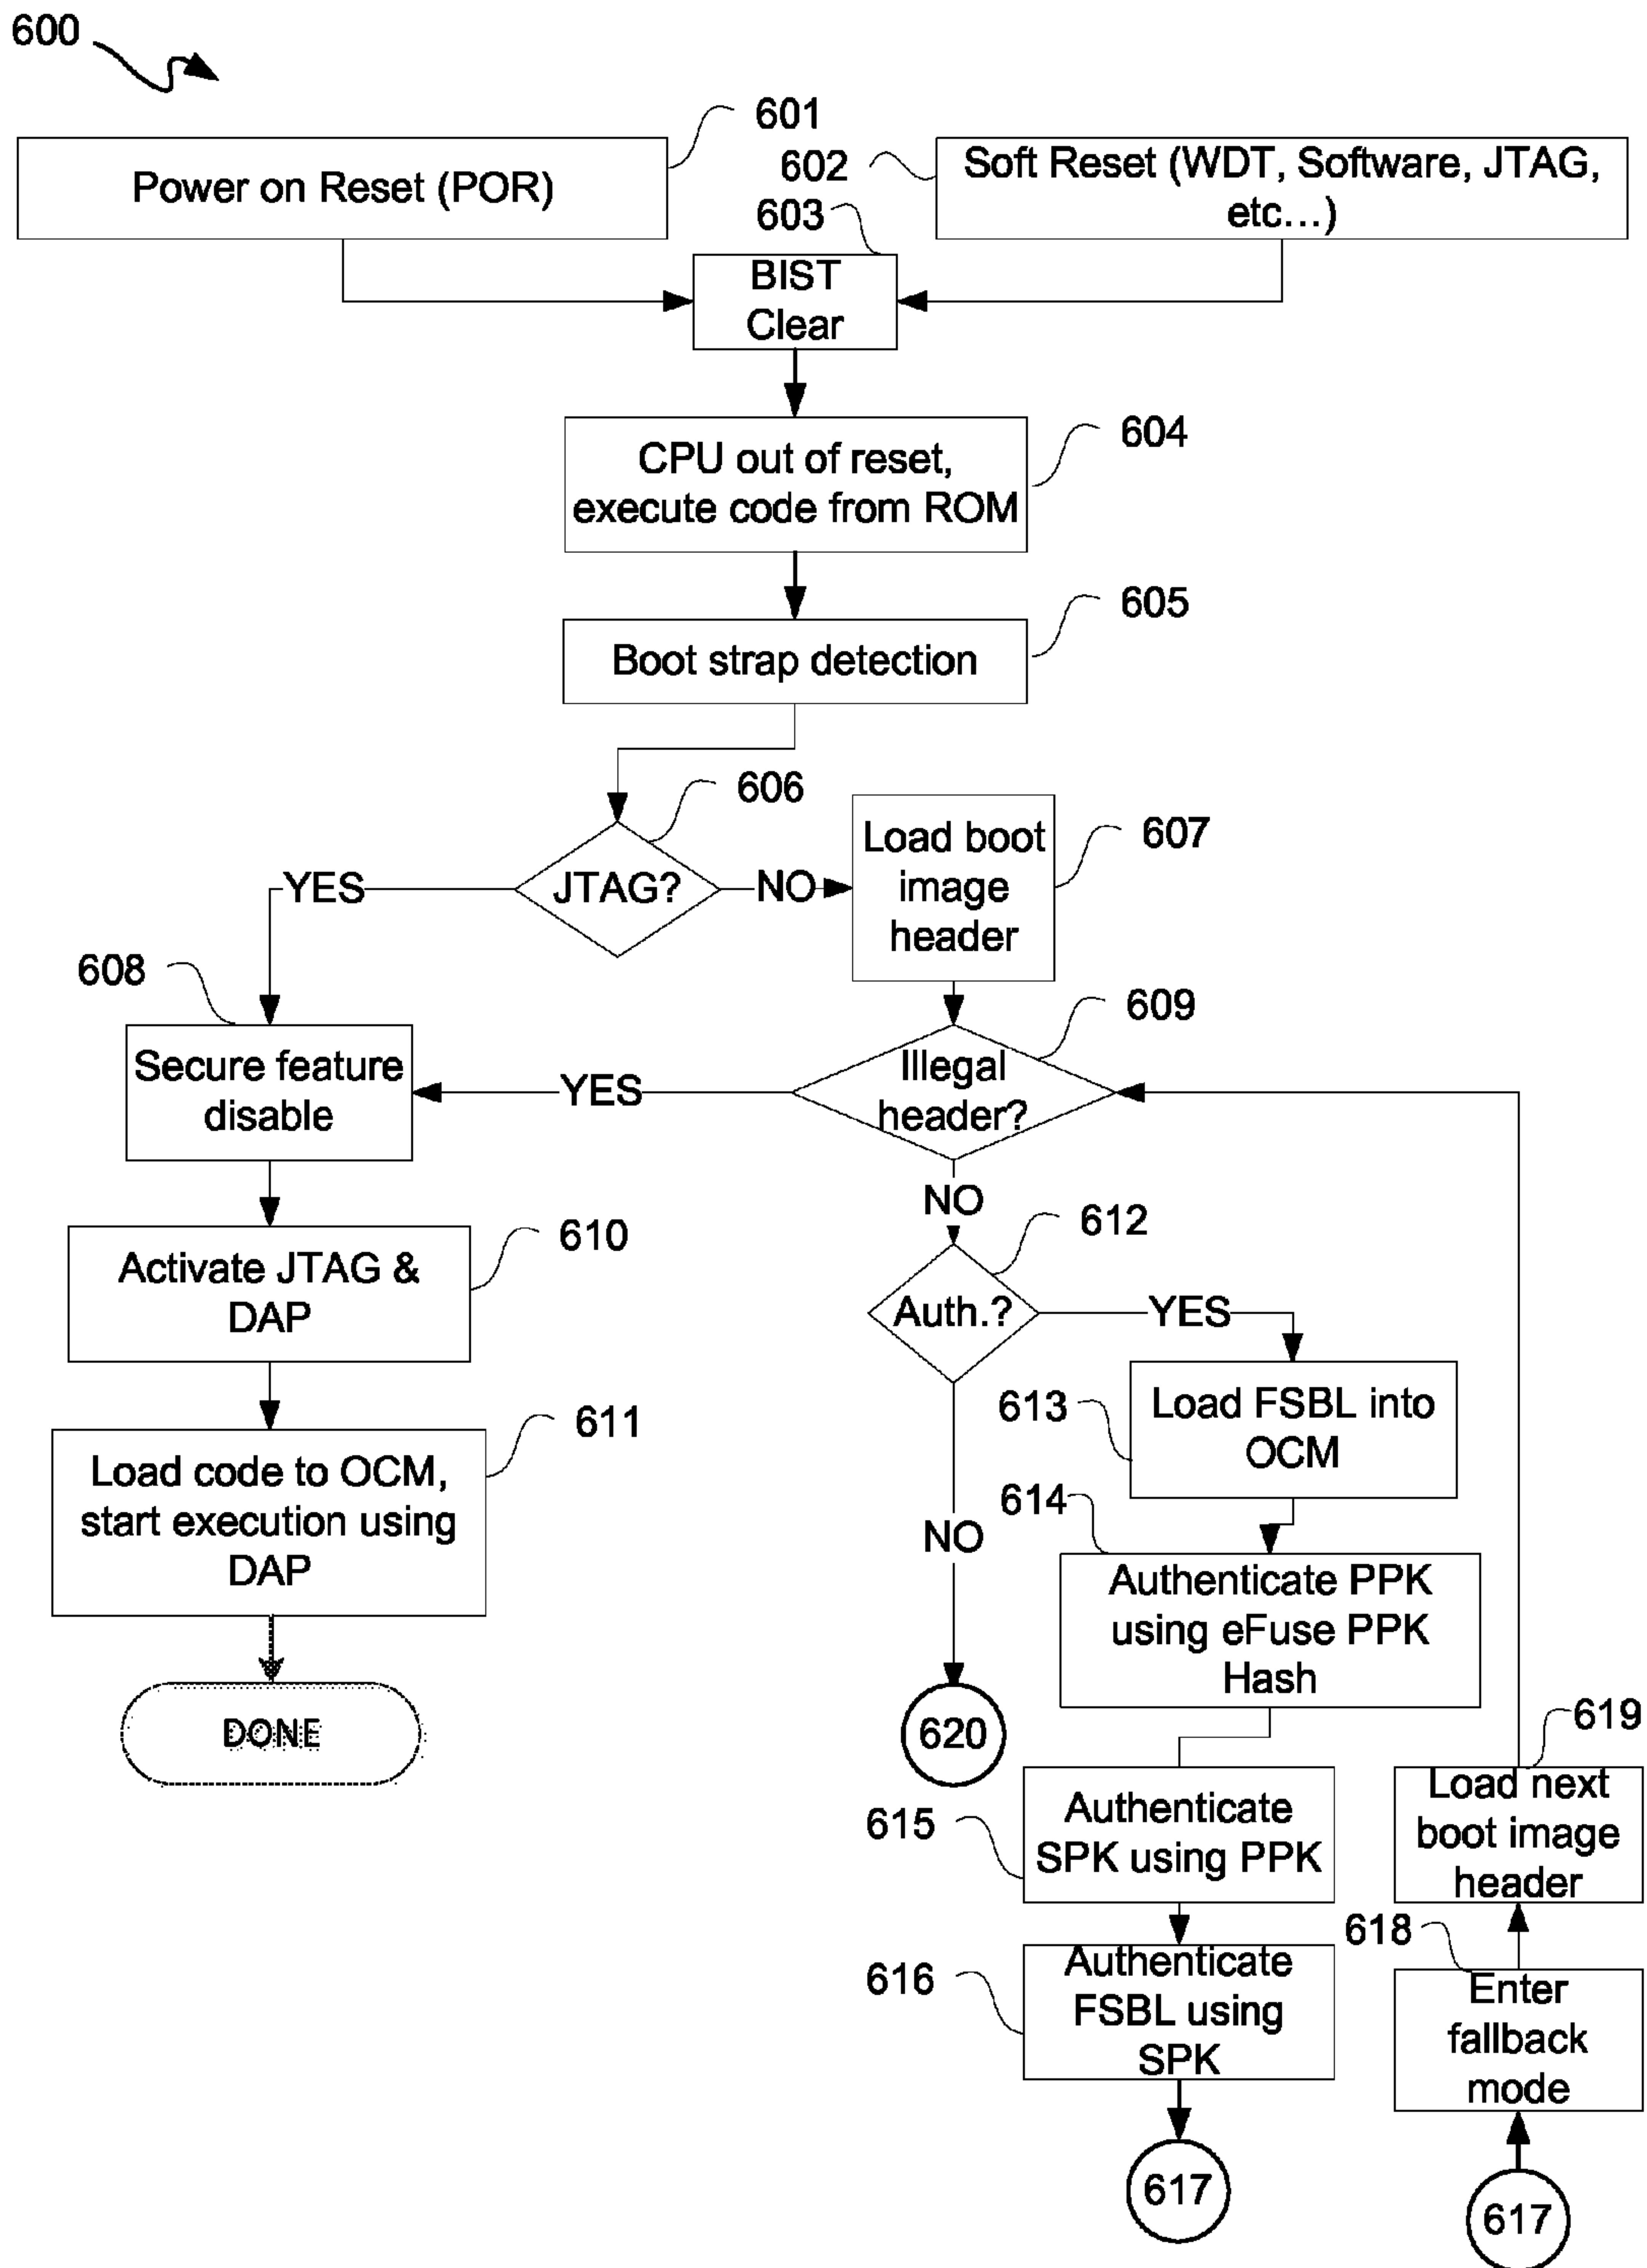 600
601
Power on Reset (POR)
602
Soft Reset (WDT, Software, JTAG,
etc...)
603
BIST
Clear
604
CPU out of reset,
execute code from ROM
605
Boot strap detection
606
JTAG?
YES
NO
607
Load boot
image
header
608
Secure feature
disable
609
Illegal
header?
YES
NO
610
Activate JTAG &
DAP
611
Load code to OCM,
start execution using
DAP
DONE
612
Auth.?
YES
NO
613
Load FSBL into
OCM
614
Authenticate PPK
using eFuse PPK
Hash
620
615
Authenticate
SPK using PPK
616
Authenticate
FSBL using
SPK
617
619
Load next
boot image
header
618
Enter
fallback
mode
617